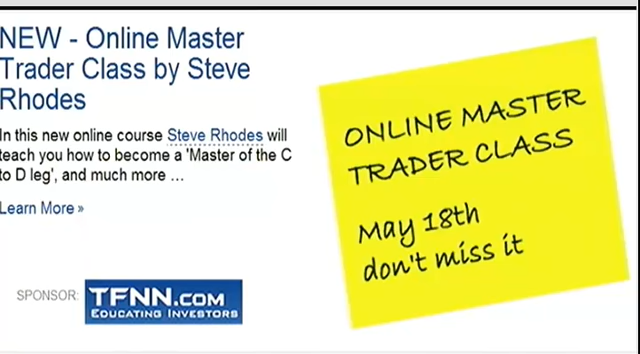 NEW - Online Master
Trader Class by Steve
Rhodes
In this new online course Steve Rhodes will
teach you how to become a 'Master of the C
to D leg', and much more ...
Learn More »
SPONSOR:
TFNN.COM
EDUCATING INVESTORS
ONLINE MASTER
TRADER CLASS
May 18th
don't miss it